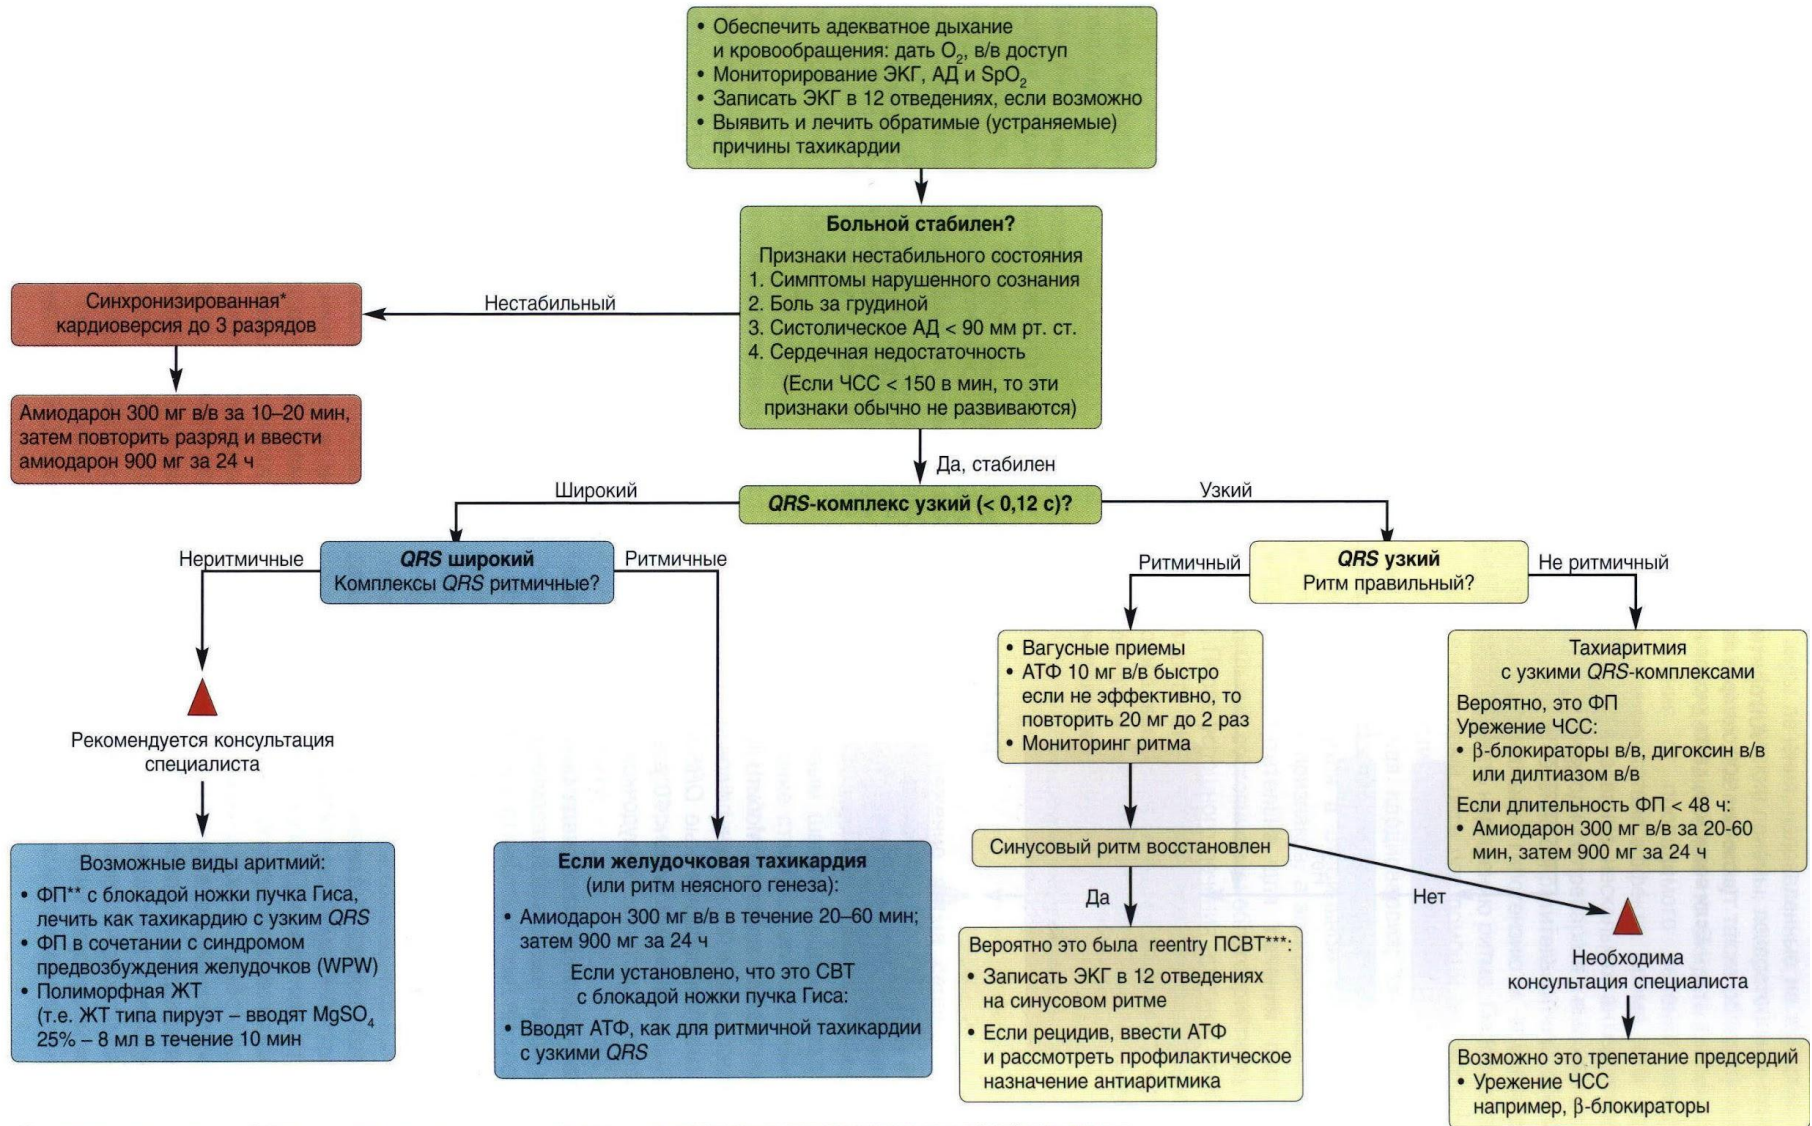 • Обеспечить адекватное дыхание
и кровообращения: дать O₂, в/в доступ
• Мониторирование ЭКГ, АД и SpO₂
• Записать ЭКГ в 12 отведениях, если возможно
• Выявить и лечить обратимые (устраняемые)
причины тахикардии
Больной стабилен?
Признаки нестабильного состояния
1. Симптомы нарушенного сознания
2. Боль за грудиной
3. Систолическое АД < 90 мм рт. ст.
4. Сердечная недостаточность
(Если ЧСС < 150 в мин, то эти
признаки обычно не развиваются)
Нестабильный
Синхронизированная*
кардиоверсия до 3 разрядов
Амиодарон 300 мг в/в за 10–20 мин,
затем повторить разряд и ввести
амиодарон 900 мг за 24 ч
Да, стабилен
QRS-комплекс узкий (< 0,12 с)?
Широкий
Узкий
QRS широкий
Комплексы QRS ритмичные?
Неритмичные
Ритмичные
Рекомендуется консультация
специалиста
Возможные виды аритмий:
• ФП** с блокадой ножки пучка Гиса,
лечить как тахикардию с узким QRS
• ФП в сочетании с синдромом
предвозбуждения желудочков (WPW)
• Полиморфная ЖТ
(т.е. ЖТ типа пируэт – вводят MgSO₄
25% – 8 мл в течение 10 мин
Если желудочковая тахикардия
(или ритм неясного генеза):
• Амиодарон 300 мг в/в в течение 20–60 мин;
затем 900 мг за 24 ч
Если установлено, что это СВТ
с блокадой ножки пучка Гиса:
• Вводят АТФ, как для ритмичной тахикардии
с узкими QRS
QRS узкий
Ритм правильный?
Ритмичный
Не ритмичный
• Вагусные приемы
• АТФ 10 мг в/в быстро
если не эффективно, то
повторить 20 мг до 2 раз
• Мониторинг ритма
Тахиаритмия
с узкими QRS-комплексами
Вероятно, это ФП
Урежение ЧСС:
• β-блокираторы в/в, дигоксин в/в
или дилтиазом в/в
Если длительность ФП < 48 ч:
• Амиодарон 300 мг в/в за 20-60
мин, затем 900 мг за 24 ч
Синусовый ритм восстановлен
Да
Нет
Вероятно это была reentry ПСВТ***:
• Записать ЭКГ в 12 отведениях
на синусовом ритме
• Если рецидив, ввести АТФ
и рассмотреть профилактическое
назначение антиаритмика
Необходима
консультация специалиста
Возможно это трепетание предсердий
• Урежение ЧСС
например, β-блокираторы